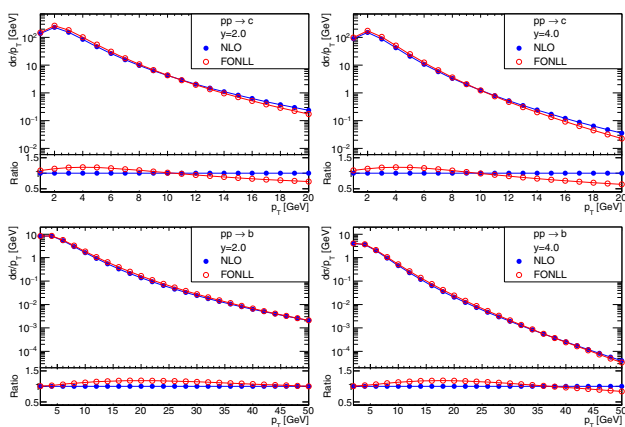 dσ/p_T [GeV]
10²
10
1
10⁻¹
10⁻²
pp → c
y=2.0
NLO
FONLL
Ratio
1.5
1
0.5
2 4 6 8 10 12 14 16 18 20
p_T [GeV]
dσ/p_T [GeV]
10²
10
1
10⁻¹
10⁻²
pp → c
y=4.0
NLO
FONLL
Ratio
1.5
1
0.5
2 4 6 8 10 12 14 16 18 20
p_T [GeV]
dσ/p_T [GeV]
10
1
10⁻¹
10⁻²
10⁻³
10⁻⁴
pp → b
y=2.0
NLO
FONLL
Ratio
1.5
1
0.5
5 10 15 20 25 30 35 40 45 50
p_T [GeV]
dσ/p_T [GeV]
10
1
10⁻¹
10⁻²
10⁻³
10⁻⁴
pp → b
y=4.0
NLO
FONLL
Ratio
1.5
1
0.5
5 10 15 20 25 30 35 40 45 50
p_T [GeV]